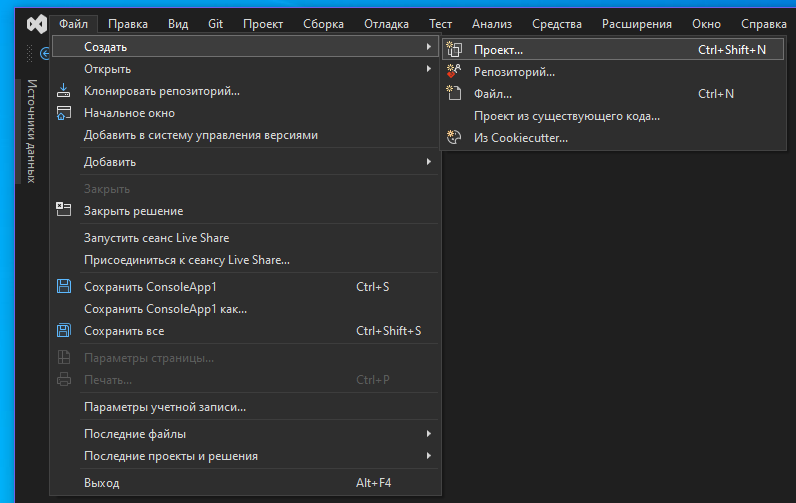 Файл Правка Вид Git Проект Сборка Отладка Тест Анализ Средства Расширения Окно Справка
Источники данных
Создать
Открыть
Клонировать репозиторий...
Начальное окно
Добавить в систему управления версиями
Добавить
Закрыть
Закрыть решение
Запустить сеанс Live Share
Присоединиться к сеансу Live Share...
Сохранить ConsoleApp1 Ctrl+S
Сохранить ConsoleApp1 как...
Сохранить все Ctrl+Shift+S
Параметры страницы...
Печать... Ctrl+P
Параметры учетной записи...
Последние файлы
Последние проекты и решения
Выход Alt+F4
Проект... Ctrl+Shift+N
Репозиторий...
Файл... Ctrl+N
Проект из существующего кода...
Из Cookiecutter...